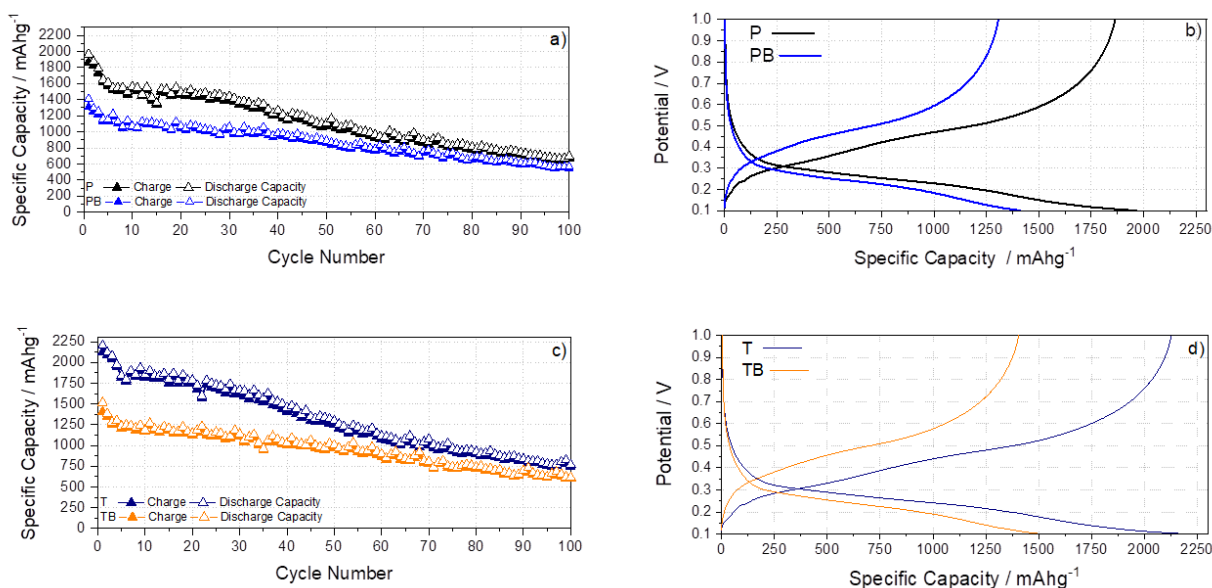 a)
Specific Capacity / mAhg⁻¹
2200
2000
1800
1600
1400
1200
1000
800
600
400
200
0
P Charge Discharge Capacity
PB Charge Discharge Capacity
0 10 20 30 40 50 60 70 80 90 100
Cycle Number
b)
P
PB
Potential / V
1.0
0.9
0.8
0.7
0.6
0.5
0.4
0.3
0.2
0.1
0 250 500 750 1000 1250 1500 1750 2000 2250
Specific Capacity / mAhg⁻¹
c)
Specific Capacity / mAhg⁻¹
2250
2000
1750
1500
1250
1000
750
500
250
0
T Charge Discharge Capacity
TB Charge Discharge Capacity
0 10 20 30 40 50 60 70 80 90 100
Cycle Number
d)
T
TB
Potential / V
1.0
0.9
0.8
0.7
0.6
0.5
0.4
0.3
0.2
0.1
0 250 500 750 1000 1250 1500 1750 2000 2250
Specific Capacity / mAhg⁻¹